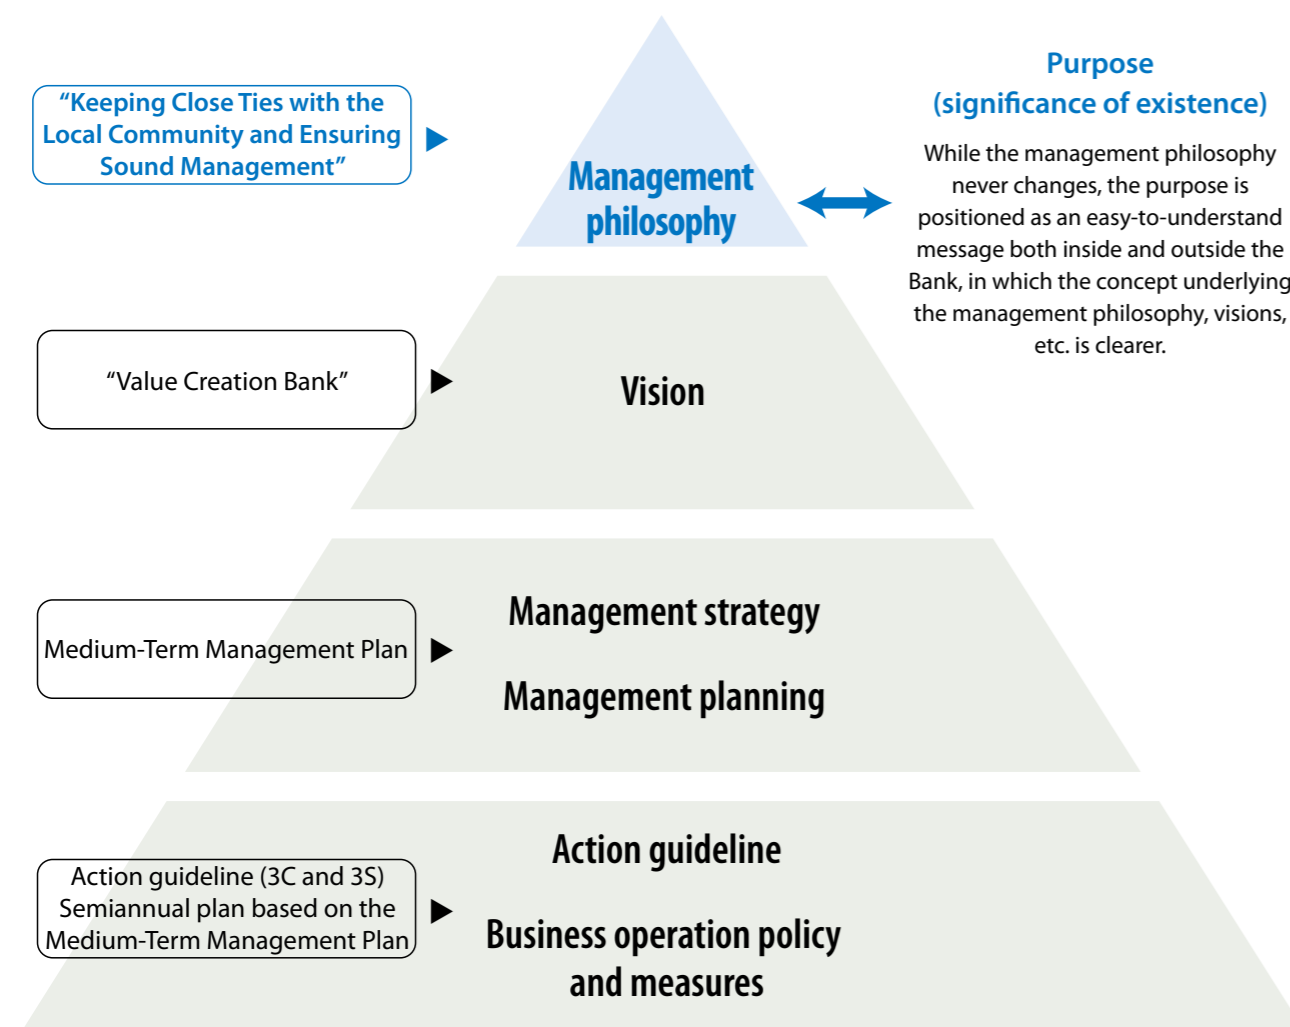 “Keeping Close Ties with the
Local Community and Ensuring
Sound Management”
Management
philosophy
Purpose
(significance of existence)
While the management philosophy
never changes, the purpose is
positioned as an easy-to-understand
message both inside and outside the
Bank, in which the concept underlying
the management philosophy, visions,
etc. is clearer.
“Value Creation Bank”
Vision
Medium-Term Management Plan
Management strategy
Management planning
Action guideline (3C and 3S)
Semiannual plan based on the
Medium-Term Management Plan
Action guideline
Business operation policy
and measures